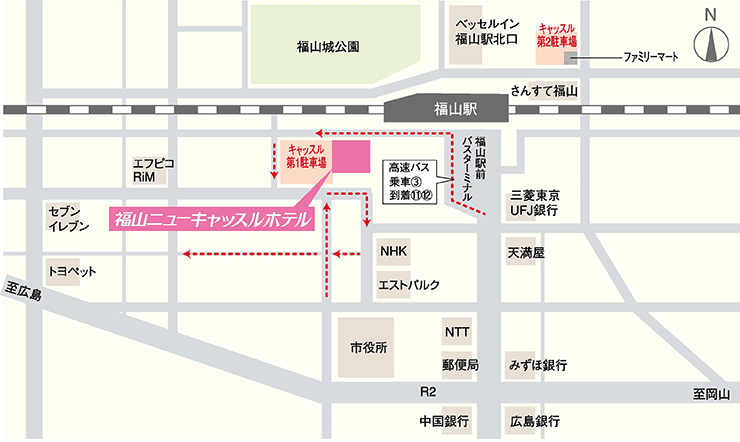 N
福山城公園
ベッセルイン
福山駅北口
キャッスル
第2駐車場
ファミリーマート
さんすて福山
福山駅
エフピコ
RiM
キャッスル
第1駐車場
福山駅前
バスターミナル
高速バス
乗車③
到着⑪⑫
福山ニューキャッスルホテル
セブン
イレブン
三菱東京
UFJ銀行
トヨペット
NHK
天満屋
エストパルク
至広島
市役所
NTT
郵便局
みずほ銀行
R2
至岡山
中国銀行
広島銀行